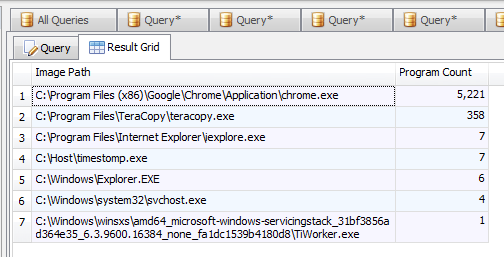 All Queries Query* Query* Query* Query*
Query Result Grid
Image Path Program Count
1 C:\Program Files (x86)\Google\Chrome\Application\chrome.exe 5,221
2 C:\Program Files\TeraCopy\teracopy.exe 358
3 C:\Program Files\Internet Explorer\iexplore.exe 7
4 C:\Host\timestomp.exe 7
5 C:\Windows\Explorer.EXE 6
6 C:\Windows\system32\svchost.exe 4
7 C:\Windows\winsxs\amd64_microsoft-windows-servicingstack_31bf3856a 1
d364e35_6.3.9600.16384_none_fa1dc1539b4180d8\TiWorker.exe